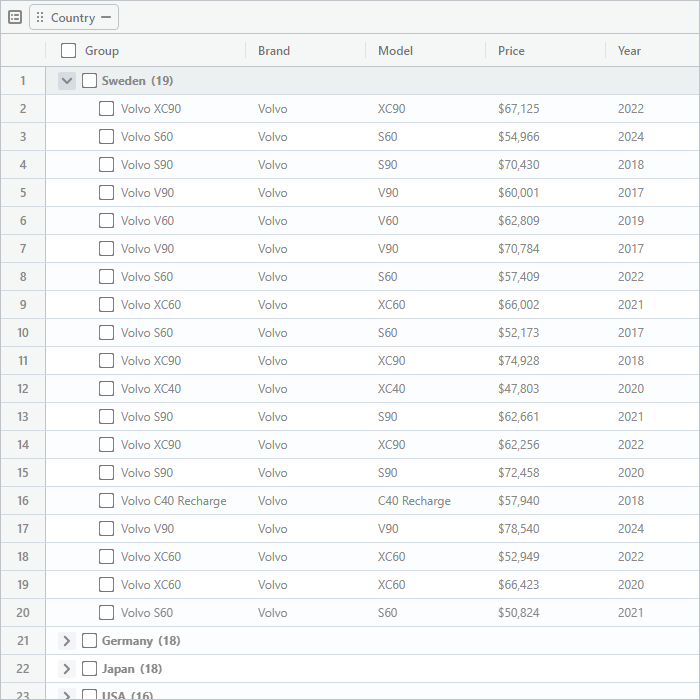 Country
Group Brand Model Price Year
1 Sweden (19)
2 Volvo XC90 Volvo XC90 $67,125 2022
3 Volvo S60 Volvo S60 $54,966 2024
4 Volvo S90 Volvo S90 $70,430 2018
5 Volvo V90 Volvo V90 $60,001 2017
6 Volvo V60 Volvo V60 $62,809 2019
7 Volvo V90 Volvo V90 $70,784 2017
8 Volvo S60 Volvo S60 $57,409 2022
9 Volvo XC60 Volvo XC60 $66,002 2021
10 Volvo S60 Volvo S60 $52,173 2017
11 Volvo XC90 Volvo XC90 $74,928 2018
12 Volvo XC40 Volvo XC40 $47,803 2020
13 Volvo S90 Volvo S90 $62,661 2021
14 Volvo XC90 Volvo XC90 $62,256 2022
15 Volvo S90 Volvo S90 $72,458 2020
16 Volvo C40 Recharge Volvo C40 Recharge $57,940 2018
17 Volvo V90 Volvo V90 $78,540 2024
18 Volvo XC60 Volvo XC60 $52,949 2022
19 Volvo XC60 Volvo XC60 $66,423 2020
20 Volvo S60 Volvo S60 $50,824 2021
21 Germany (18)
22 Japan (18)
23 USA (16)